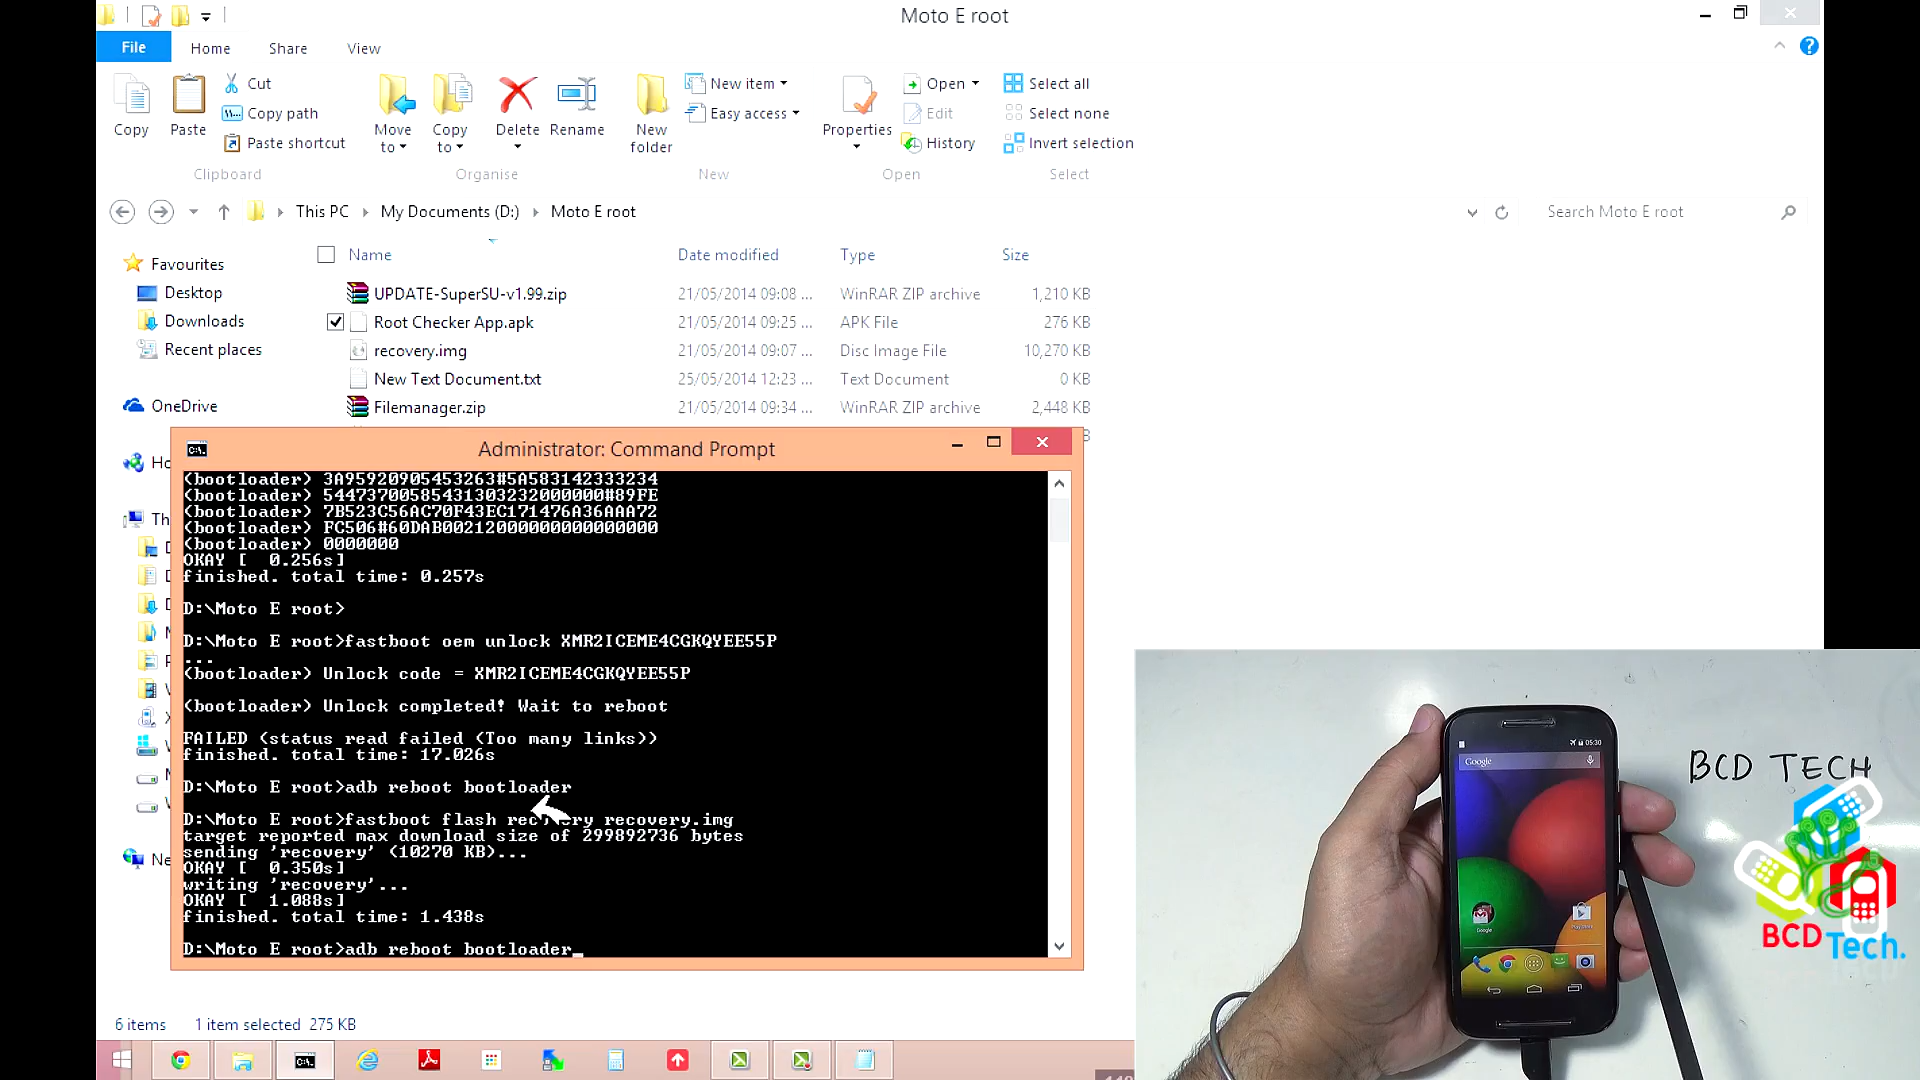 Moto E root
File Home Share View
Copy
Paste
Cut
Copy path
Paste shortcut
Move to
Copy to
Delete
Rename
New folder
New item
Easy access
Properties
Open
Edit
History
Select all
Select none
Invert selection
Clipboard Organise New Open Select
This PC My Documents (D:) Moto E root
Search Moto E root
Favourites
Desktop
Downloads
Recent places
OneDrive
Name Date modified Type Size
UPDATE-SuperSU-v1.99.zip 21/05/2014 09:08 ... WinRAR ZIP archive 1,210 KB
Root Checker App.apk 21/05/2014 09:25 ... APK File 276 KB
recovery.img 21/05/2014 09:07 ... Disc Image File 10,270 KB
New Text Document.txt 25/05/2014 12:23 ... Text Document 0 KB
Filemanager.zip 21/05/2014 09:34 ... WinRAR ZIP archive 2,448 KB
Administrator: Command Prompt
(bootloader) 3A95920905453263#5A583142333234
(bootloader) 5447370058543130323200​0000#89FE
(bootloader) 7B523C56AC70F43EC171476A36AAA72
(bootloader) FC506#60DAB00212000000000000000
(bootloader) 0000000
OKAY [  0.256s]
finished. total time: 0.257s
D:\Moto E root>
D:\Moto E root>fastboot oem unlock XMR2ICEME4CGKQYEE55P
...
(bootloader) Unlock code = XMR2ICEME4CGKQYEE55P
(bootloader) Unlock completed! Wait to reboot
FAILED (status read failed (Too many links))
finished. total time: 17.026s
D:\Moto E root>adb reboot bootloader
D:\Moto E root>fastboot flash recovery recovery.img
target reported max download size of 299892736 bytes
sending 'recovery' (10270 KB)...
OKAY [  0.350s]
writing 'recovery'...
OKAY [  1.088s]
finished. total time: 1.438s
D:\Moto E root>adb reboot bootloader_
6 items 1 item selected 275 KB
05:30
Google
BCD TECH
BCD Tech.